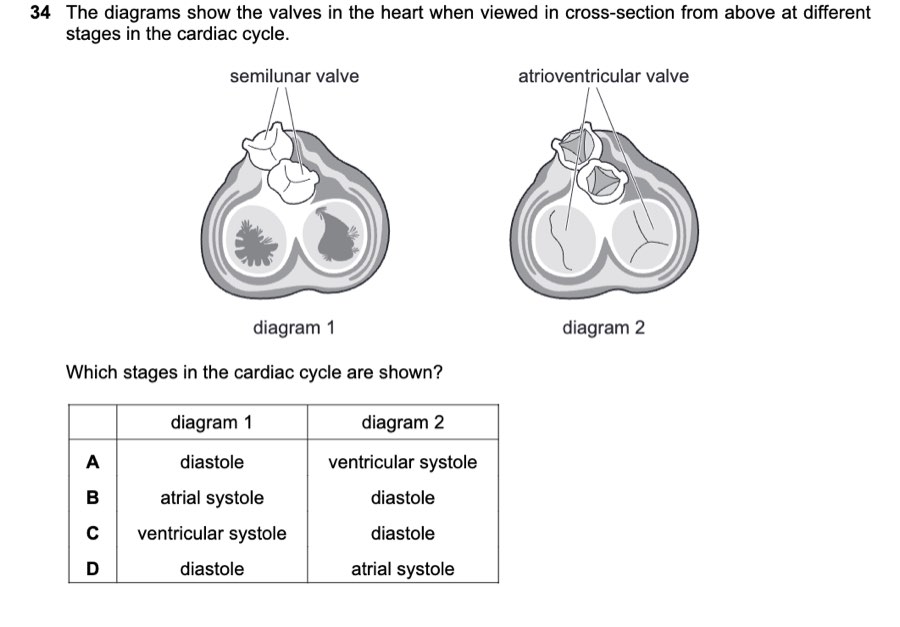 34 The diagrams show the valves in the heart when viewed in cross-section from above at different
stages in the cardiac cycle.
semilunar valve
atrioventricular valve
diagram 1
diagram 2
Which stages in the cardiac cycle are shown?
diagram 1 diagram 2
A diastole ventricular systole
B atrial systole diastole
C ventricular systole diastole
D diastole atrial systole